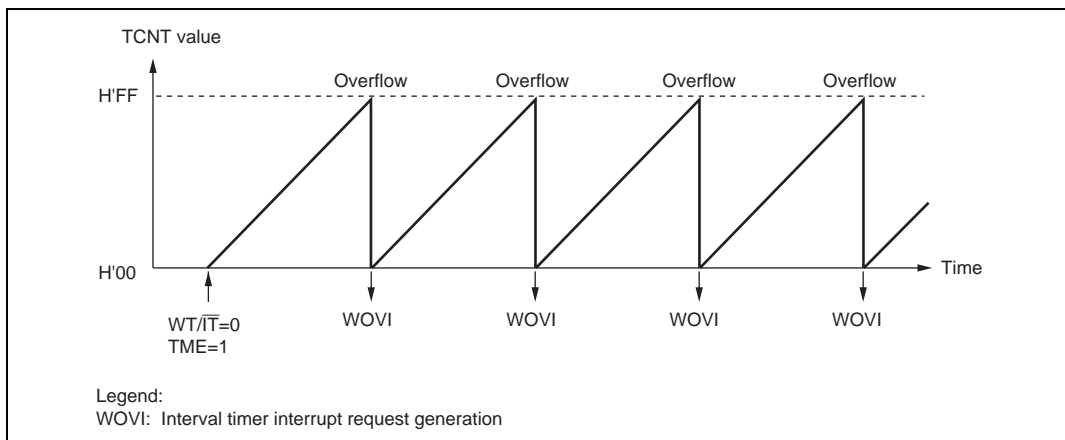 TCNT value
Overflow Overflow Overflow Overflow
H'FF
H'00
Time
WT/I̅T̅=0
TME=1
WOVI WOVI WOVI WOVI
Legend:
WOVI: Interval timer interrupt request generation